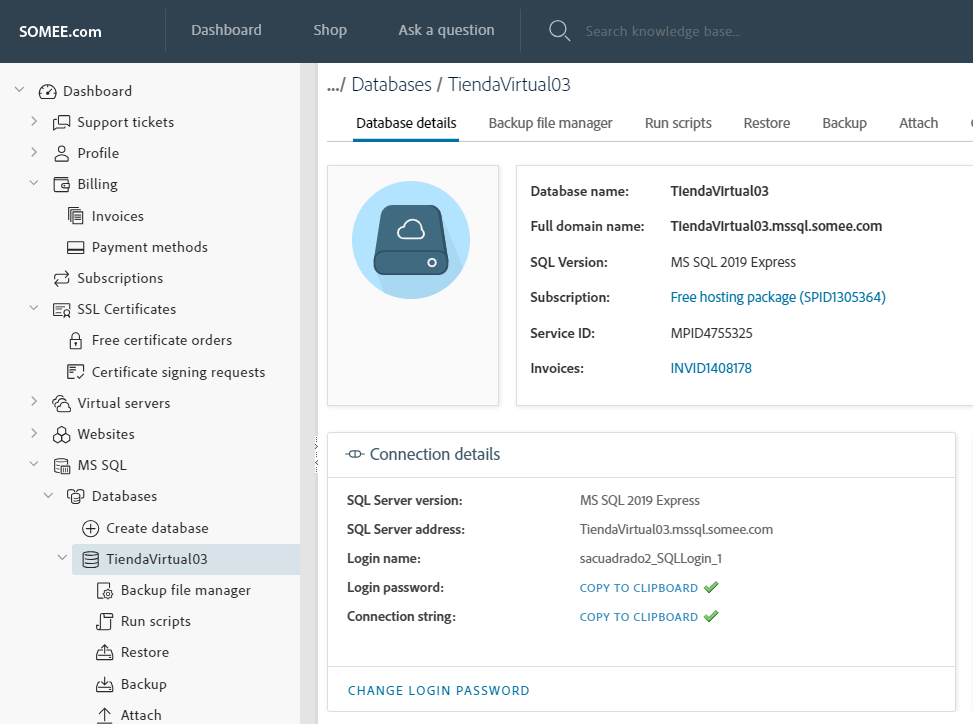 SOMEE.com
Dashboard
Shop
Ask a question
Search knowledge base...
Dashboard
Support tickets
Profile
Billing
Invoices
Payment methods
Subscriptions
SSL Certificates
Free certificate orders
Certificate signing requests
Virtual servers
Websites
MS SQL
Databases
Create database
TiendaVirtual03
Backup file manager
Run scripts
Restore
Backup
Attach
.../ Databases / TiendaVirtual03
Database details
Backup file manager
Run scripts
Restore
Backup
Attach
Database name: TiendaVirtual03
Full domain name: TiendaVirtual03.mssql.somee.com
SQL Version: MS SQL 2019 Express
Subscription: Free hosting package (SPID1305364)
Service ID: MPID4755325
Invoices: INVID1408178
Connection details
SQL Server version: MS SQL 2019 Express
SQL Server address: TiendaVirtual03.mssql.somee.com
Login name: sacuadrado2_SQLLogin_1
Login password: COPY TO CLIPBOARD
Connection string: COPY TO CLIPBOARD
CHANGE LOGIN PASSWORD